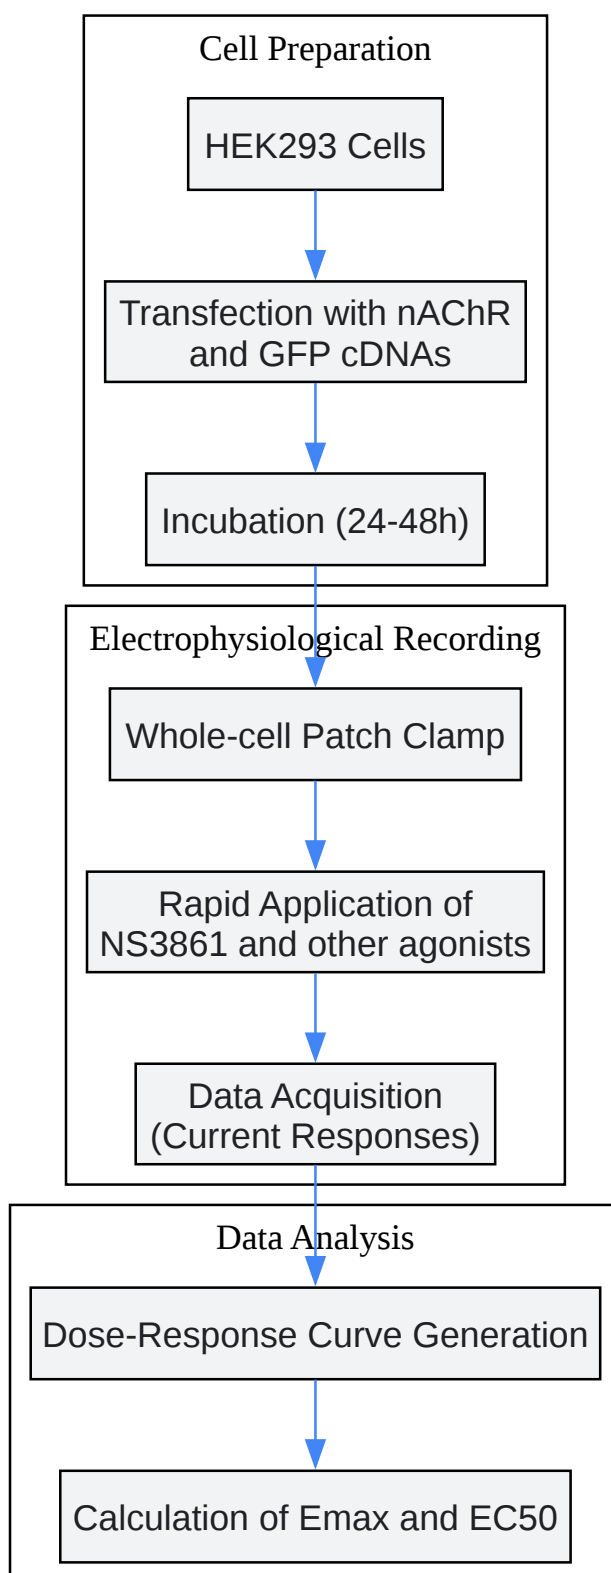 Cell Preparation
HEK293 Cells
Transfection with nAChR
and GFP cDNAs
Incubation (24-48h)
Electrophysiological Recording
Whole-cell Patch Clamp
Rapid Application of
NS3861 and other agonists
Data Acquisition
(Current Responses)
Data Analysis
Dose-Response Curve Generation
Calculation of Emax and EC50